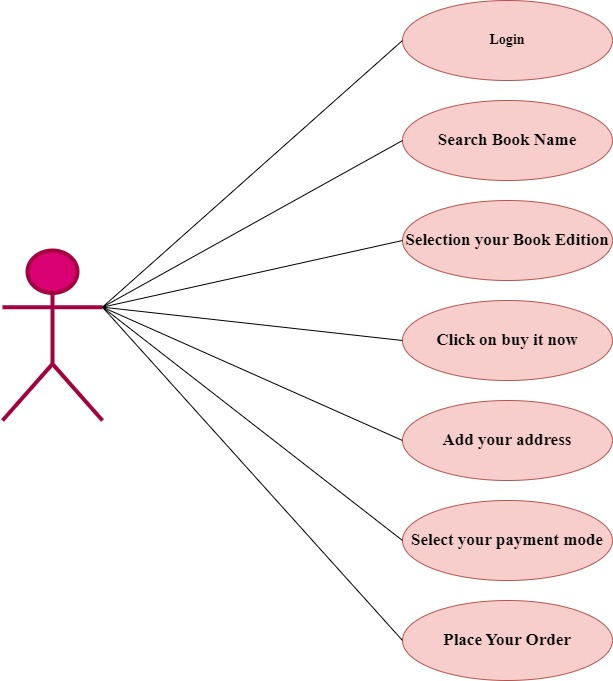 Login
Search Book Name
Selection your Book Edition
Click on buy it now
Add your address
Select your payment mode
Place Your Order